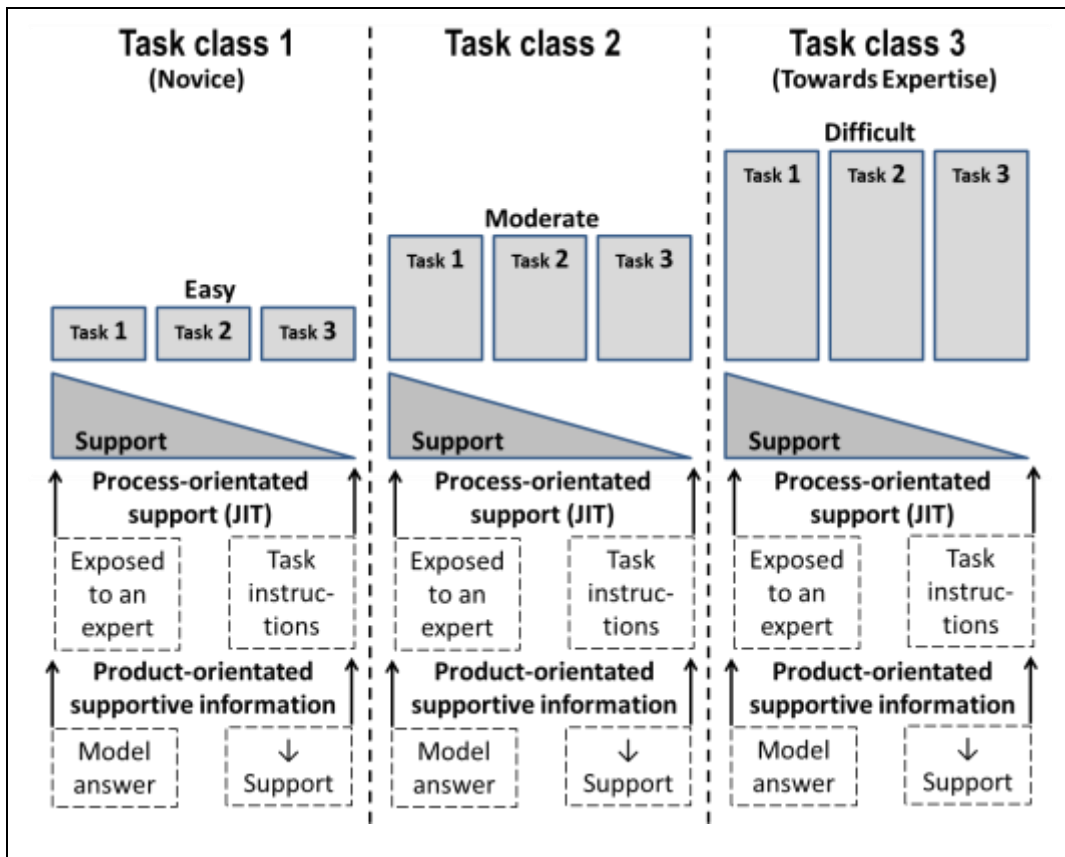 Task class 1
(Novice)
Easy
Task 1
Task 2
Task 3
Support
Process-orientated
support (JIT)
Exposed
to an
expert
Task
instruc-
tions
Product-orientated
supportive information
Model
answer
↓
Support
Task class 2
Moderate
Task 1
Task 2
Task 3
Support
Process-orientated
support (JIT)
Exposed
to an
expert
Task
instruc-
tions
Product-orientated
supportive information
Model
answer
↓
Support
Task class 3
(Towards Expertise)
Difficult
Task 1
Task 2
Task 3
Support
Process-orientated
support (JIT)
Exposed
to an
expert
Task
instruc-
tions
Product-orientated
supportive information
Model
answer
↓
Support